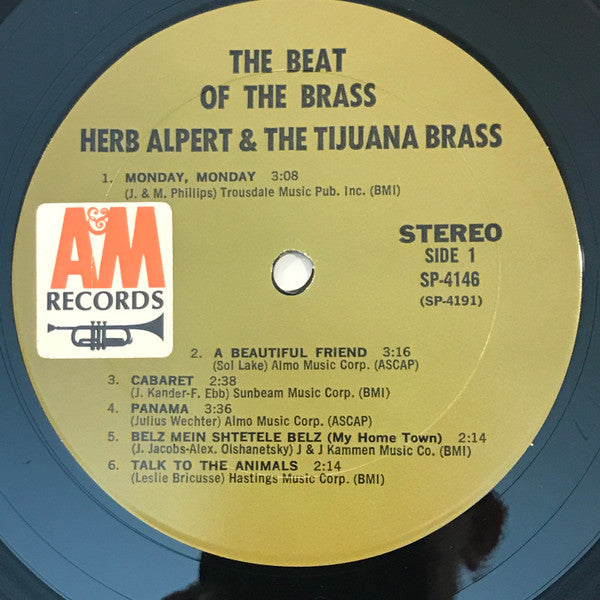 THE BEAT
OF THE BRASS
HERB ALPERT & THE TIJUANA BRASS
1. MONDAY, MONDAY 3:08
(J. & M. Phillips) Trousdale Music Pub. Inc. (BMI)
A&M
RECORDS
STEREO
SIDE 1
SP-4146
(SP-4191)
2. A BEAUTIFUL FRIEND 3:16
(Sol Lake) Almo Music Corp. (ASCAP)
3. CABARET 2:38
(J. Kander-F. Ebb) Sunbeam Music Corp. (BMI)
4. PANAMA 3:36
(Julius Wechter) Almo Music Corp. (ASCAP)
5. BELZ MEIN SHTETELE BELZ (My Home Town) 2:14
(J. Jacobs-Alex. Olshanetsky) J & J Kammen Music Co. (BMI)
6. TALK TO THE ANIMALS 2:14
(Leslie Bricusse) Hastings Music Corp. (BMI)